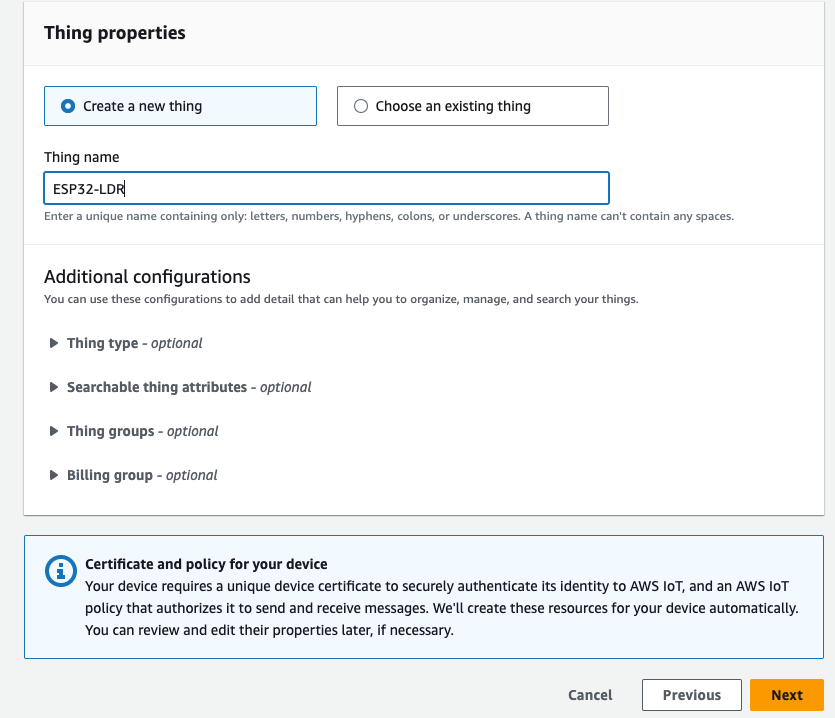 Thing properties
Create a new thing
Choose an existing thing
Thing name
ESP32-LDR
Enter a unique name containing only: letters, numbers, hyphens, colons, or underscores. A thing name can't contain any spaces.
Additional configurations
You can use these configurations to add detail that can help you to organize, manage, and search your things.
Thing type - optional
Searchable thing attributes - optional
Thing groups - optional
Billing group - optional
Certificate and policy for your device
Your device requires a unique device certificate to securely authenticate its identity to AWS IoT, and an AWS IoT
policy that authorizes it to send and receive messages. We'll create these resources for your device automatically.
You can review and edit their properties later, if necessary.
Cancel
Previous
Next